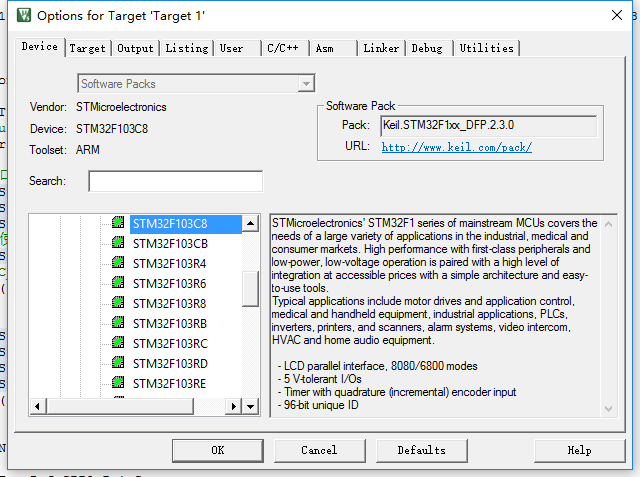 Options for Target 'Target 1'
Device Target Output Listing User C/C++ Asm Linker Debug Utilities
Software Packs
Vendor: STMicroelectronics
Device: STM32F103C8
Toolset: ARM
Software Pack
Pack: Keil.STM32F1xx_DFP.2.3.0
URL: http://www.keil.com/pack/
Search:
STM32F103C8
STM32F103CB
STM32F103R4
STM32F103R6
STM32F103R8
STM32F103RB
STM32F103RC
STM32F103RD
STM32F103RE
STMicroelectronics' STM32F1 series of mainstream MCUs covers the
needs of a large variety of applications in the industrial, medical and
consumer markets. High performance with first-class peripherals and
low-power, low-voltage operation is paired with a high level of
integration at accessible prices with a simple architecture and easy-
to-use tools.
Typical applications include motor drives and application control,
medical and handheld equipment, industrial applications, PLCs,
inverters, printers, and scanners, alarm systems, video intercom,
HVAC and home audio equipment.
- LCD parallel interface, 8080/6800 modes
- 5 V-tolerant I/Os
- Timer with quadrature (incremental) encoder input
- 96-bit unique ID
OK Cancel Defaults Help